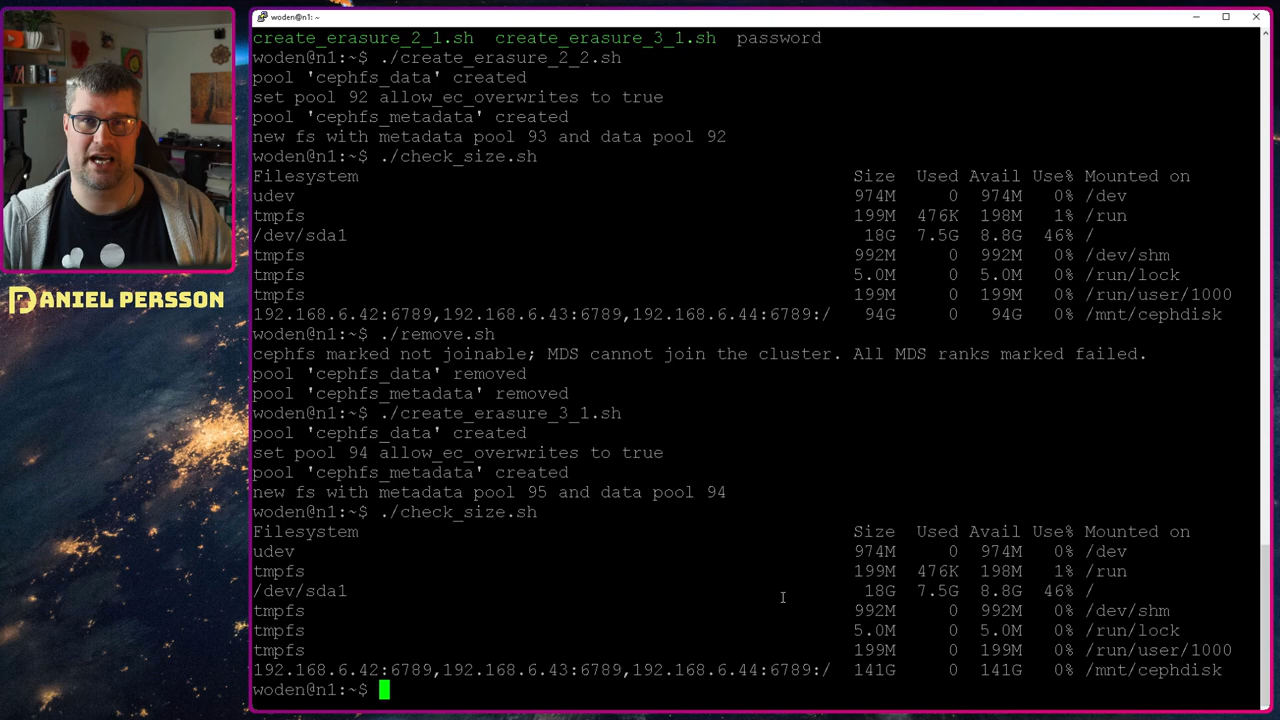 woden@n1: ~
create_erasure_2_1.sh  create_erasure_3_1.sh  password
woden@n1:~$ ./create_erasure_2_2.sh
pool 'cephfs_data' created
set pool 92 allow_ec_overwrites to true
pool 'cephfs_metadata' created
new fs with metadata pool 93 and data pool 92
woden@n1:~$ ./check_size.sh
Filesystem Size Used Avail Use% Mounted on
udev 974M 0 974M 0% /dev
tmpfs 199M 476K 198M 1% /run
/dev/sda1 18G 7.5G 8.8G 46% /
tmpfs 992M 0 992M 0% /dev/shm
tmpfs 5.0M 0 5.0M 0% /run/lock
tmpfs 199M 0 199M 0% /run/user/1000
192.168.6.42:6789,192.168.6.43:6789,192.168.6.44:6789:/ 94G 0 94G 0% /mnt/cephdisk
woden@n1:~$ ./remove.sh
cephfs marked not joinable; MDS cannot join the cluster. All MDS ranks marked failed.
pool 'cephfs_data' removed
pool 'cephfs_metadata' removed
woden@n1:~$ ./create_erasure_3_1.sh
pool 'cephfs_data' created
set pool 94 allow_ec_overwrites to true
pool 'cephfs_metadata' created
new fs with metadata pool 95 and data pool 94
woden@n1:~$ ./check_size.sh
Filesystem Size Used Avail Use% Mounted on
udev 974M 0 974M 0% /dev
tmpfs 199M 476K 198M 1% /run
/dev/sda1 18G 7.5G 8.8G 46% /
tmpfs 992M 0 992M 0% /dev/shm
tmpfs 5.0M 0 5.0M 0% /run/lock
tmpfs 199M 0 199M 0% /run/user/1000
192.168.6.42:6789,192.168.6.43:6789,192.168.6.44:6789:/ 141G 0 141G 0% /mnt/cephdisk
woden@n1:~$
DANIEL PERSSON